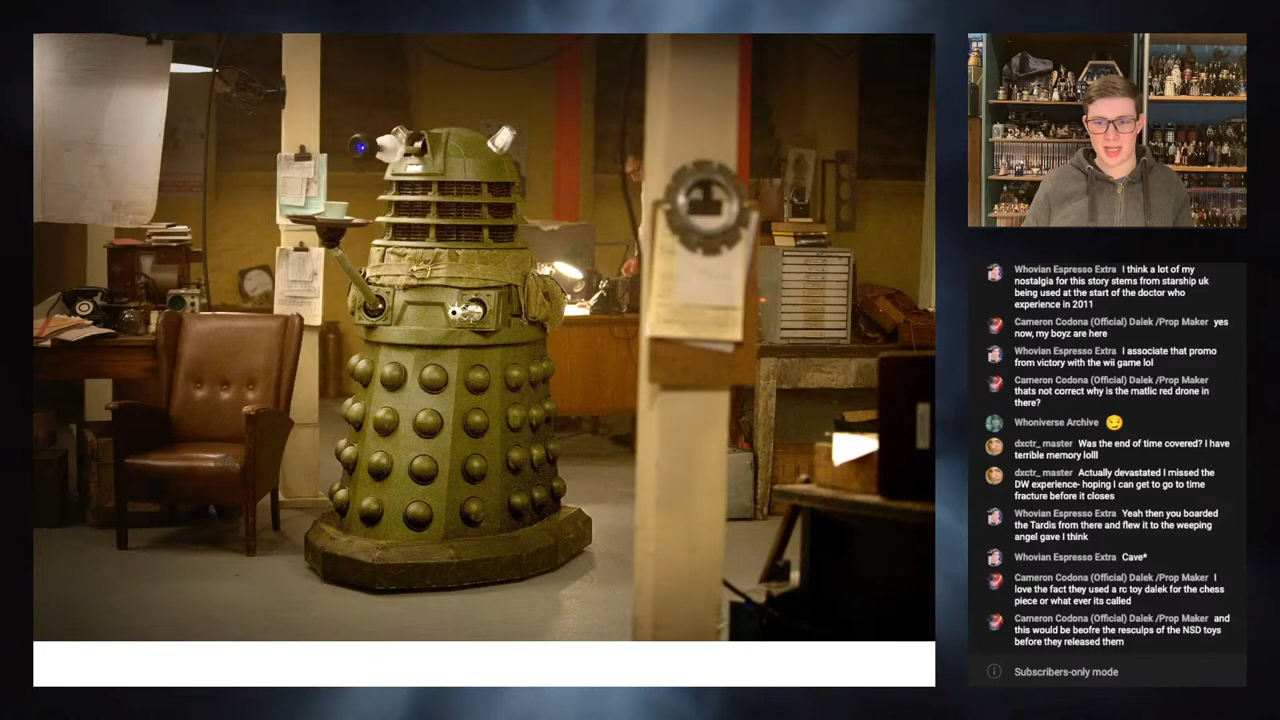 Whovian Espresso Extra I think a lot of my
nostalgia for this story stems from starship uk
being used at the start of the doctor who
experience in 2011
Cameron Codona (Official) Dalek /Prop Maker yes
now, my boyz are here
Whovian Espresso Extra I associate that promo
from victory with the wii game lol
Cameron Codona (Official) Dalek /Prop Maker
thats not correct why is the matlic red drone in
there?
Whoniverse Archive 😏
dxctr_ master Was the end of time covered? I have
terrible memory lolll
dxctr_ master Actually devastated I missed the
DW experience- hoping I can get to go to time
fracture before it closes
Whovian Espresso Extra Yeah then you boarded
the Tardis from there and flew it to the weeping
angel gave I think
Whovian Espresso Extra Cave*
Cameron Codona (Official) Dalek /Prop Maker I
love the fact they used a rc toy dalek for the chess
piece or what ever its called
Cameron Codona (Official) Dalek /Prop Maker and
this would be beofre the resculps of the NSD toys
before they released them
Subscribers-only mode